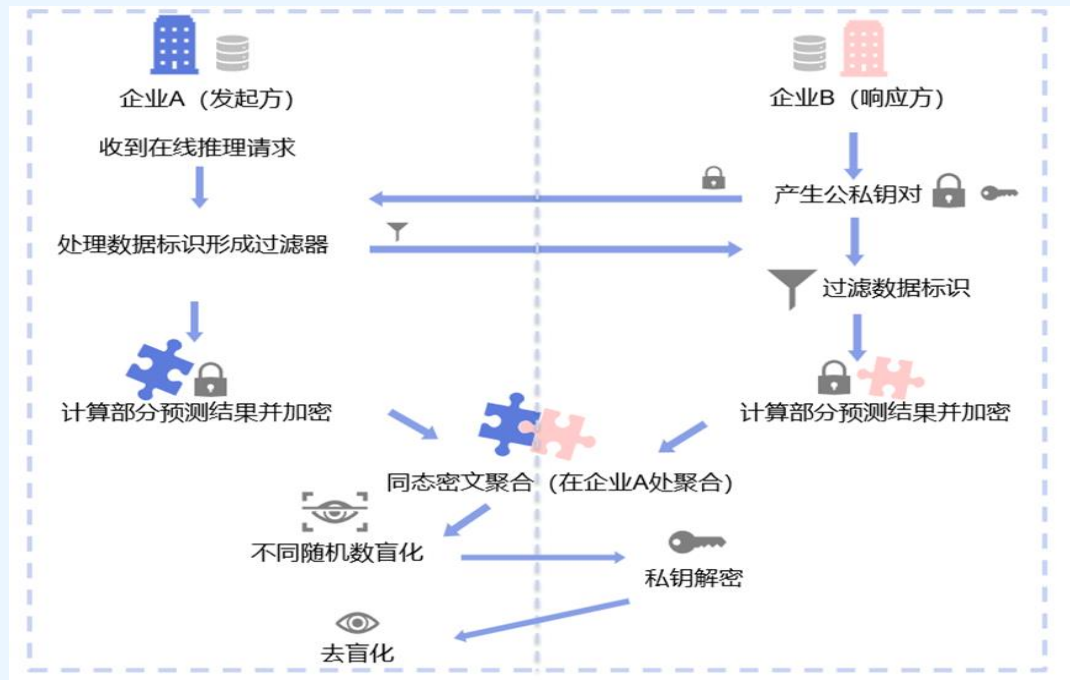 企业A（发起方）
企业B（响应方）
收到在线推理请求
产生公私钥对
处理数据标识形成过滤器
过滤数据标识
计算部分预测结果并加密
计算部分预测结果并加密
同态密文聚合（在企业A处聚合）
不同随机数盲化
私钥解密
去盲化